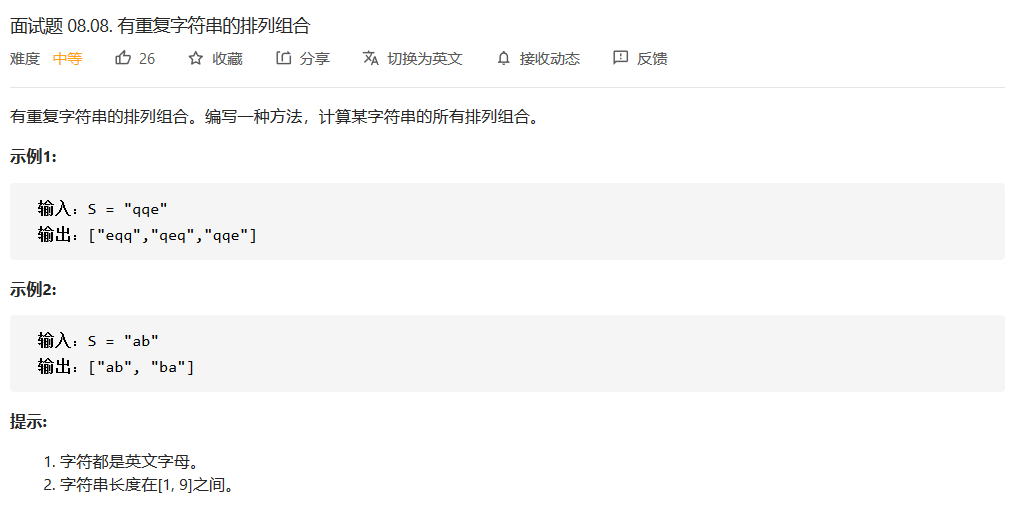 面试题 08.08. 有重复字符串的排列组合
难度 中等 26 收藏 分享 切换为英文 接收动态 反馈
有重复字符串的排列组合。编写一种方法，计算某字符串的所有排列组合。
示例1:
输入：S = "qqe"
输出：["eqq","qeq","qqe"]
示例2:
输入：S = "ab"
输出：["ab", "ba"]
提示:
1. 字符都是英文字母。
2. 字符串长度在[1, 9]之间。